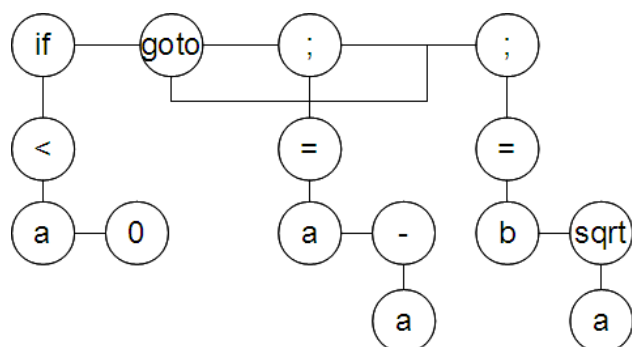 if goto ; ;
< = =
a 0 a - b sqrt
a a